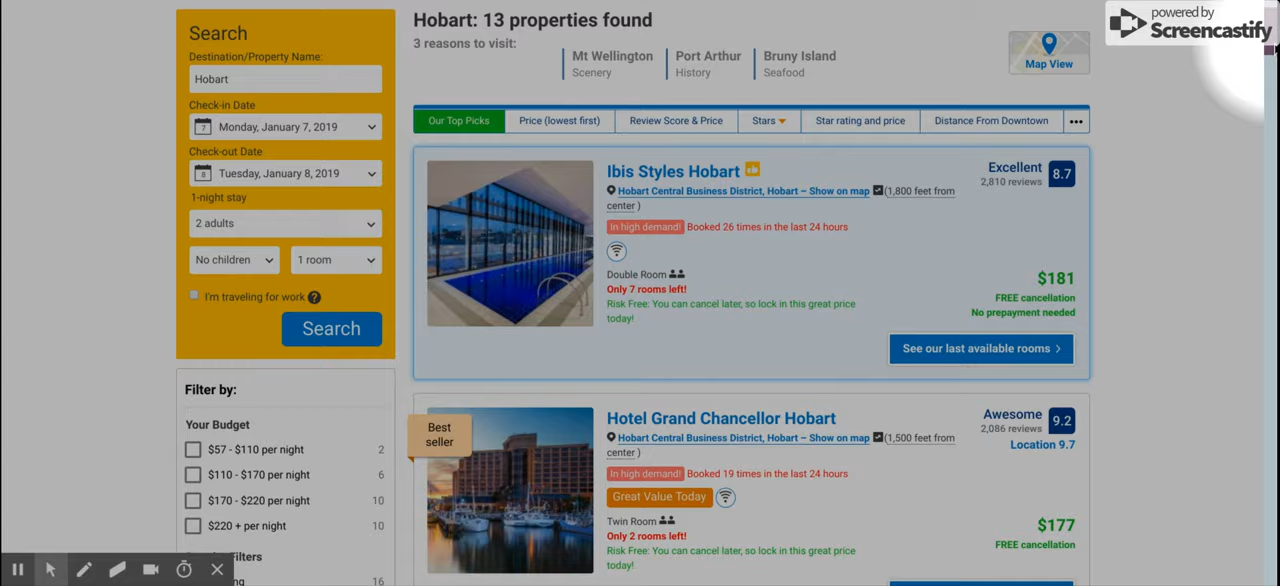 powered by
Screencastify
Search
Destination/Property Name:
Hobart
Check-in Date
7
Monday, January 7, 2019
Check-out Date
8
Tuesday, January 8, 2019
1-night stay
2 adults
No children
1 room
I'm traveling for work ?
Search
Filter by:
Your Budget
$57 - $110 per night 2
$110 - $170 per night 6
$170 - $220 per night 10
$220 + per night 10
Filters
16
Hobart: 13 properties found
3 reasons to visit:
Mt Wellington
Scenery
Port Arthur
History
Bruny Island
Seafood
Map View
Our Top Picks
Price (lowest first)
Review Score & Price
Stars
Star rating and price
Distance From Downtown
Ibis Styles Hobart
Hobart Central Business District, Hobart – Show on map (1,800 feet from
center )
In high demand! Booked 26 times in the last 24 hours
Double Room
Only 7 rooms left!
Risk Free: You can cancel later, so lock in this great price
today!
Excellent 8.7
2,810 reviews
$181
FREE cancellation
No prepayment needed
See our last available rooms
Best
seller
Hotel Grand Chancellor Hobart
Hobart Central Business District, Hobart – Show on map (1,500 feet from
center )
In high demand! Booked 19 times in the last 24 hours
Great Value Today
Twin Room
Only 2 rooms left!
Risk Free: You can cancel later, so lock in this great price
today!
Awesome 9.2
2,086 reviews
Location 9.7
$177
FREE cancellation